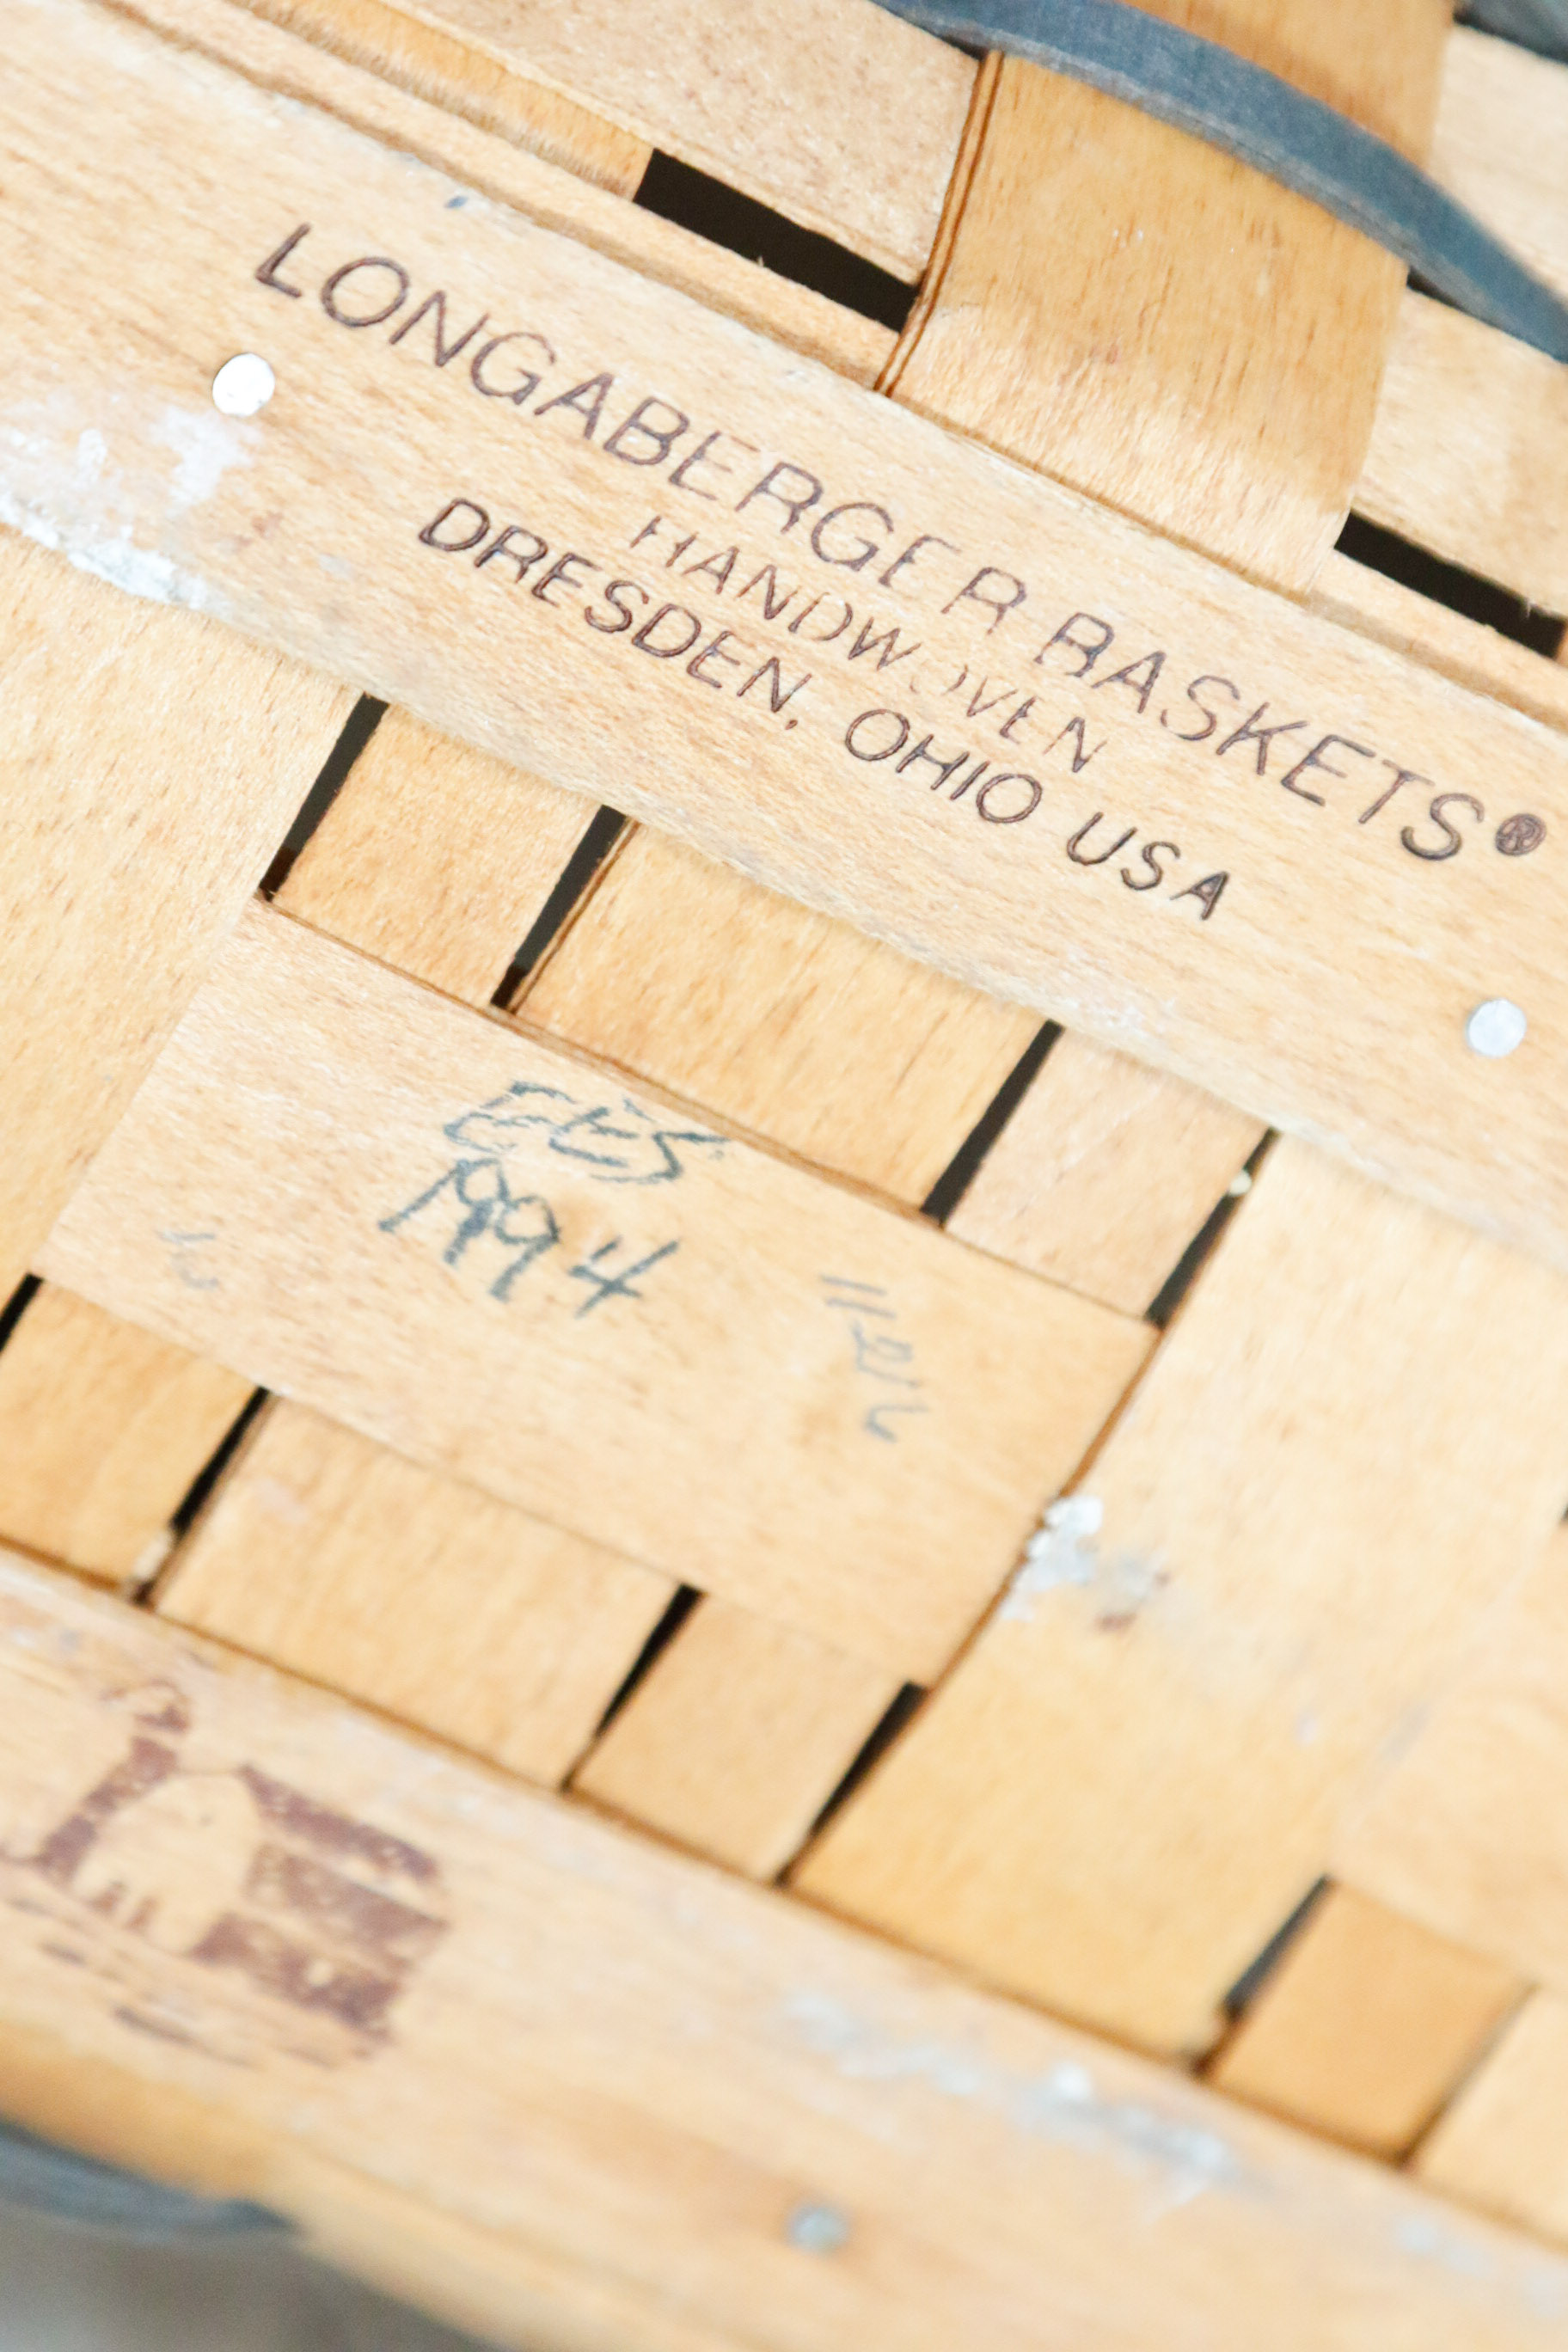 LONGABERGER BASKETS®
HANDWOVEN
DRESDEN, OHIO USA
EES
1994